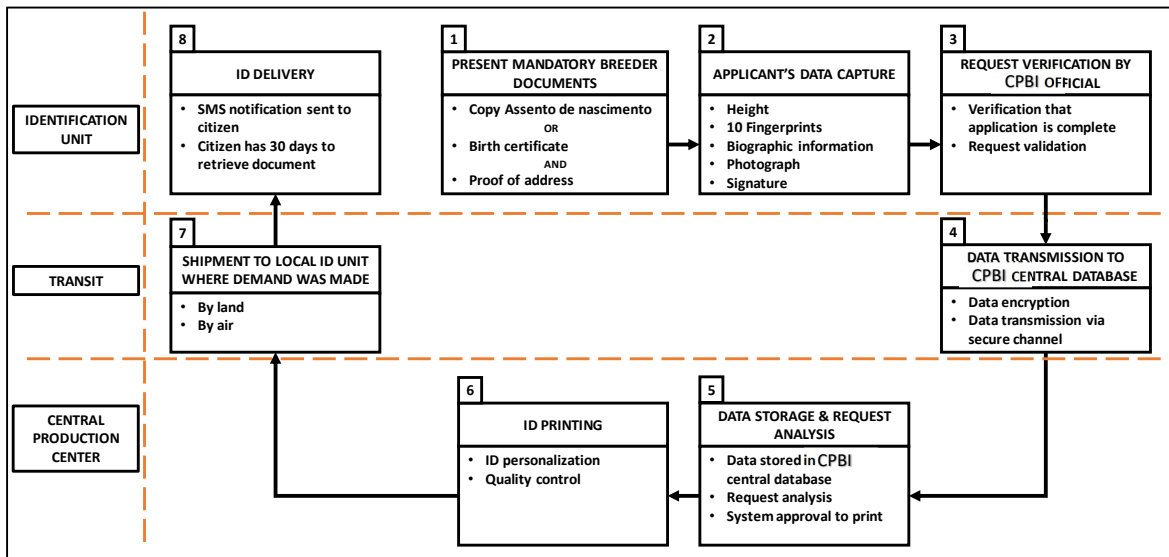 IDENTIFICATION
UNIT
8
ID DELIVERY
• SMS notification sent to
citizen
• Citizen has 30 days to
retrieve document
1
PRESENT MANDATORY BREEDER
DOCUMENTS
• Copy Assento de nascimento
OR
• Birth certificate
AND
• Proof of address
2
APPLICANT'S DATA CAPTURE
• Height
• 10 Fingerprints
• Biographic information
• Photograph
• Signature
3
REQUEST VERIFICATION BY
CPBI OFFICIAL
• Verification that
application is complete
• Request validation
TRANSIT
7
SHIPMENT TO LOCAL ID UNIT
WHERE DEMAND WAS MADE
• By land
• By air
4
DATA TRANSMISSION TO
CPBI CENTRAL DATABASE
• Data encryption
• Data transmission via
secure channel
CENTRAL
PRODUCTION
CENTER
6
ID PRINTING
• ID personalization
• Quality control
5
DATA STORAGE & REQUEST
ANALYSIS
• Data stored in CPBI
central database
• Request analysis
• System approval to print